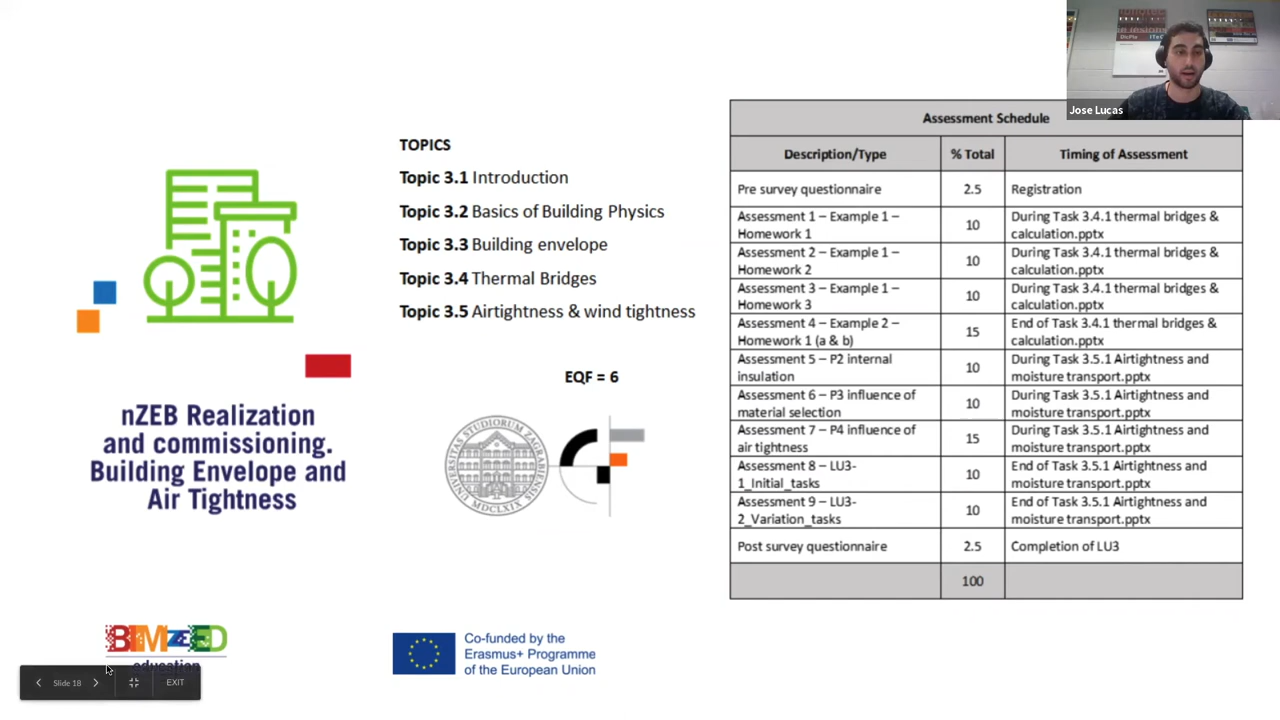 Jose Lucas
TOPICS
Topic 3.1 Introduction
Topic 3.2 Basics of Building Physics
Topic 3.3 Building envelope
Topic 3.4 Thermal Bridges
Topic 3.5 Airtightness & wind tightness
EQF = 6
nZEB Realization
and commissioning.
Building Envelope and
Air Tightness
UNIVERSITAS STUDIORUM ZAGRABIENSIS
MDCLXIX
Assessment Schedule
Description/Type % Total Timing of Assessment
Pre survey questionnaire 2.5 Registration
Assessment 1 – Example 1 –
Homework 1
10
During Task 3.4.1 thermal bridges &
calculation.pptx
Assessment 2 – Example 1 –
Homework 2
10
During Task 3.4.1 thermal bridges &
calculation.pptx
Assessment 3 – Example 1 –
Homework 3
10
During Task 3.4.1 thermal bridges &
calculation.pptx
Assessment 4 – Example 2 –
Homework 1 (a & b)
15
End of Task 3.4.1 thermal bridges &
calculation.pptx
Assessment 5 – P2 internal
insulation
10
During Task 3.5.1 Airtightness and
moisture transport.pptx
Assessment 6 – P3 influence of
material selection
10
During Task 3.5.1 Airtightness and
moisture transport.pptx
Assessment 7 – P4 influence of
air tightness
15
During Task 3.5.1 Airtightness and
moisture transport.pptx
Assessment 8 – LU3-
1_Initial_tasks
10
End of Task 3.5.1 Airtightness and
moisture transport.pptx
Assessment 9 – LU3-
2_Variation_tasks
10
End of Task 3.5.1 Airtightness and
moisture transport.pptx
Post survey questionnaire 2.5 Completion of LU3
100
BIMzeED
education
Co-funded by the
Erasmus+ Programme
of the European Union
Slide 18
EXIT